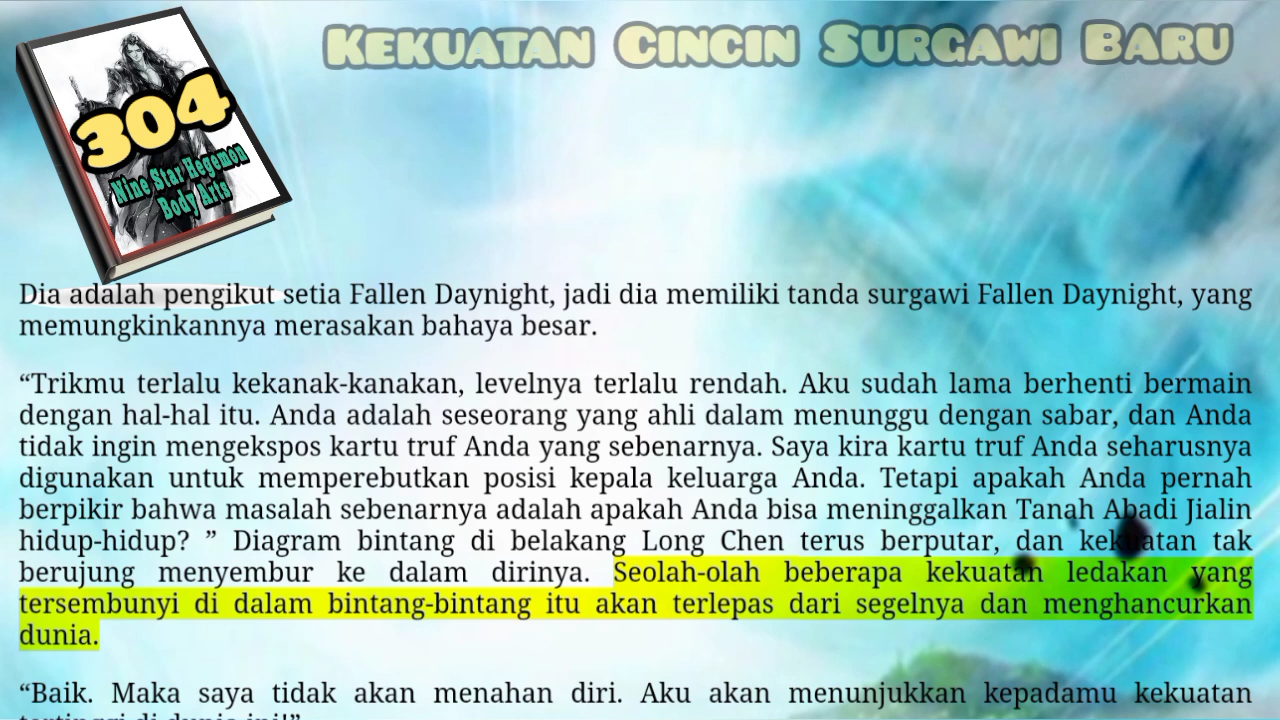 Kekuatan Cincin Surgawi Baru
304
Nine Star Hegemon
Body Arts
Dia adalah pengikut setia Fallen Daynight, jadi dia memiliki tanda surgawi Fallen Daynight, yang
memungkinkannya merasakan bahaya besar.
“Trikmu terlalu kekanak-kanakan, levelnya terlalu rendah. Aku sudah lama berhenti bermain
dengan hal-hal itu. Anda adalah seseorang yang ahli dalam menunggu dengan sabar, dan Anda
tidak ingin mengekspos kartu truf Anda yang sebenarnya. Saya kira kartu truf Anda seharusnya
digunakan untuk memperebutkan posisi kepala keluarga Anda. Tetapi apakah Anda pernah
berpikir bahwa masalah sebenarnya adalah apakah Anda bisa meninggalkan Tanah Abadi Jialin
hidup-hidup? ” Diagram bintang di belakang Long Chen terus berputar, dan kekuatan tak
berujung menyembur ke dalam dirinya. Seolah-olah beberapa kekuatan ledakan yang
tersembunyi di dalam bintang-bintang itu akan terlepas dari segelnya dan menghancurkan
dunia.
“Baik. Maka saya tidak akan menahan diri. Aku akan menunjukkan kepadamu kekuatan
tertinggi di dunia ini!”